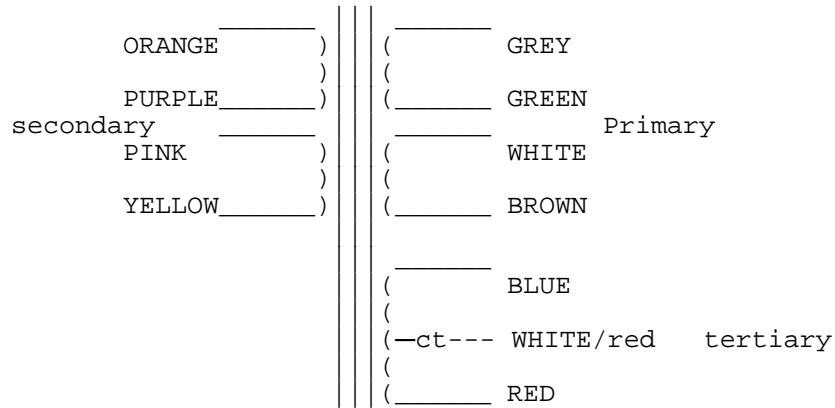 ORANGE GREY
PURPLE GREEN
secondary Primary
PINK WHITE
YELLOW BROWN
BLUE
ct WHITE/red tertiary
RED